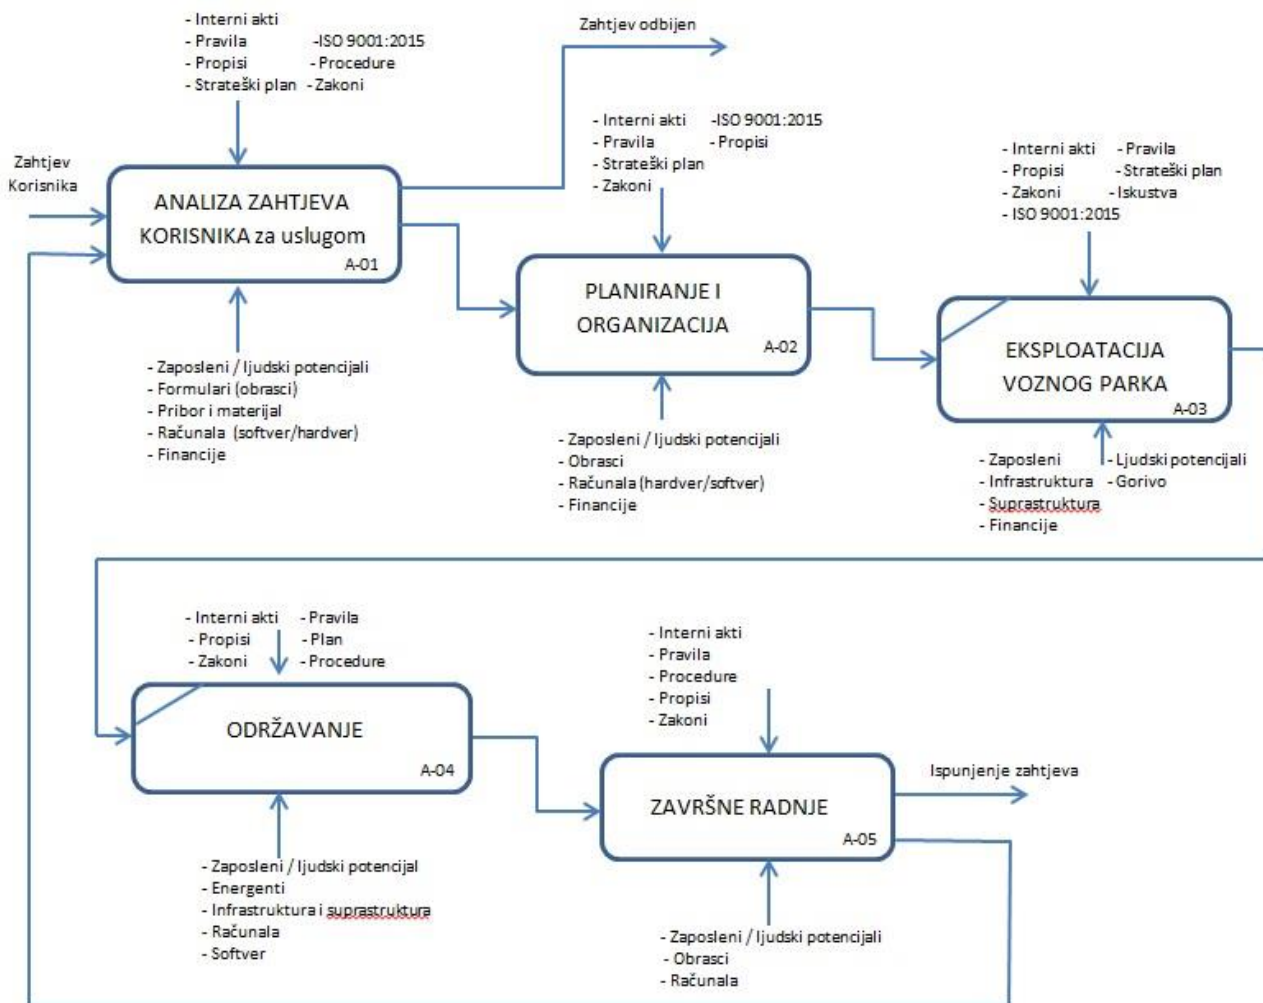 - Interni akti
- Pravila -ISO 9001:2015
- Propisi - Procedure
- Strateški plan - Zakoni
Zahtjev odbijen
Zahtjev
Korisnika
ANALIZA ZAHTJEVA
KORISNIKA za uslugom
A-01
- Zaposleni / ljudski potencijali
- Formulari (obrasci)
- Pribor i materijal
- Računala (softver/hardver)
- Financije
- Interni akti -ISO 9001:2015
- Pravila - Propisi
- Strateški plan
- Zakoni
PLANIRANJE I
ORGANIZACIJA
A-02
- Zaposleni / ljudski potencijali
- Obrasci
- Računala (hardver/softver)
- Financije
- Interni akti - Pravila
- Propisi - Strateški plan
- Zakoni - Iskustva
- ISO 9001:2015
EKSPLOATACIJA
VOZNOG PARKA
A-03
- Zaposleni - Ljudski potencijali
- Infrastruktura - Gorivo
- Suprastruktura
- Financije
- Interni akti - Pravila
- Propisi - Plan
- Zakoni - Procedure
ODRŽAVANJE
A-04
- Zaposleni / ljudski potencijal
- Energenti
- Infrastruktura i suprastruktura
- Računala
- Softver
- Interni akti
- Pravila
- Procedure
- Propisi
- Zakoni
ZAVRŠNE RADNJE
A-05
Ispunjenje zahtjeva
- Zaposleni / ljudski potencijali
- Obrasci
- Računala